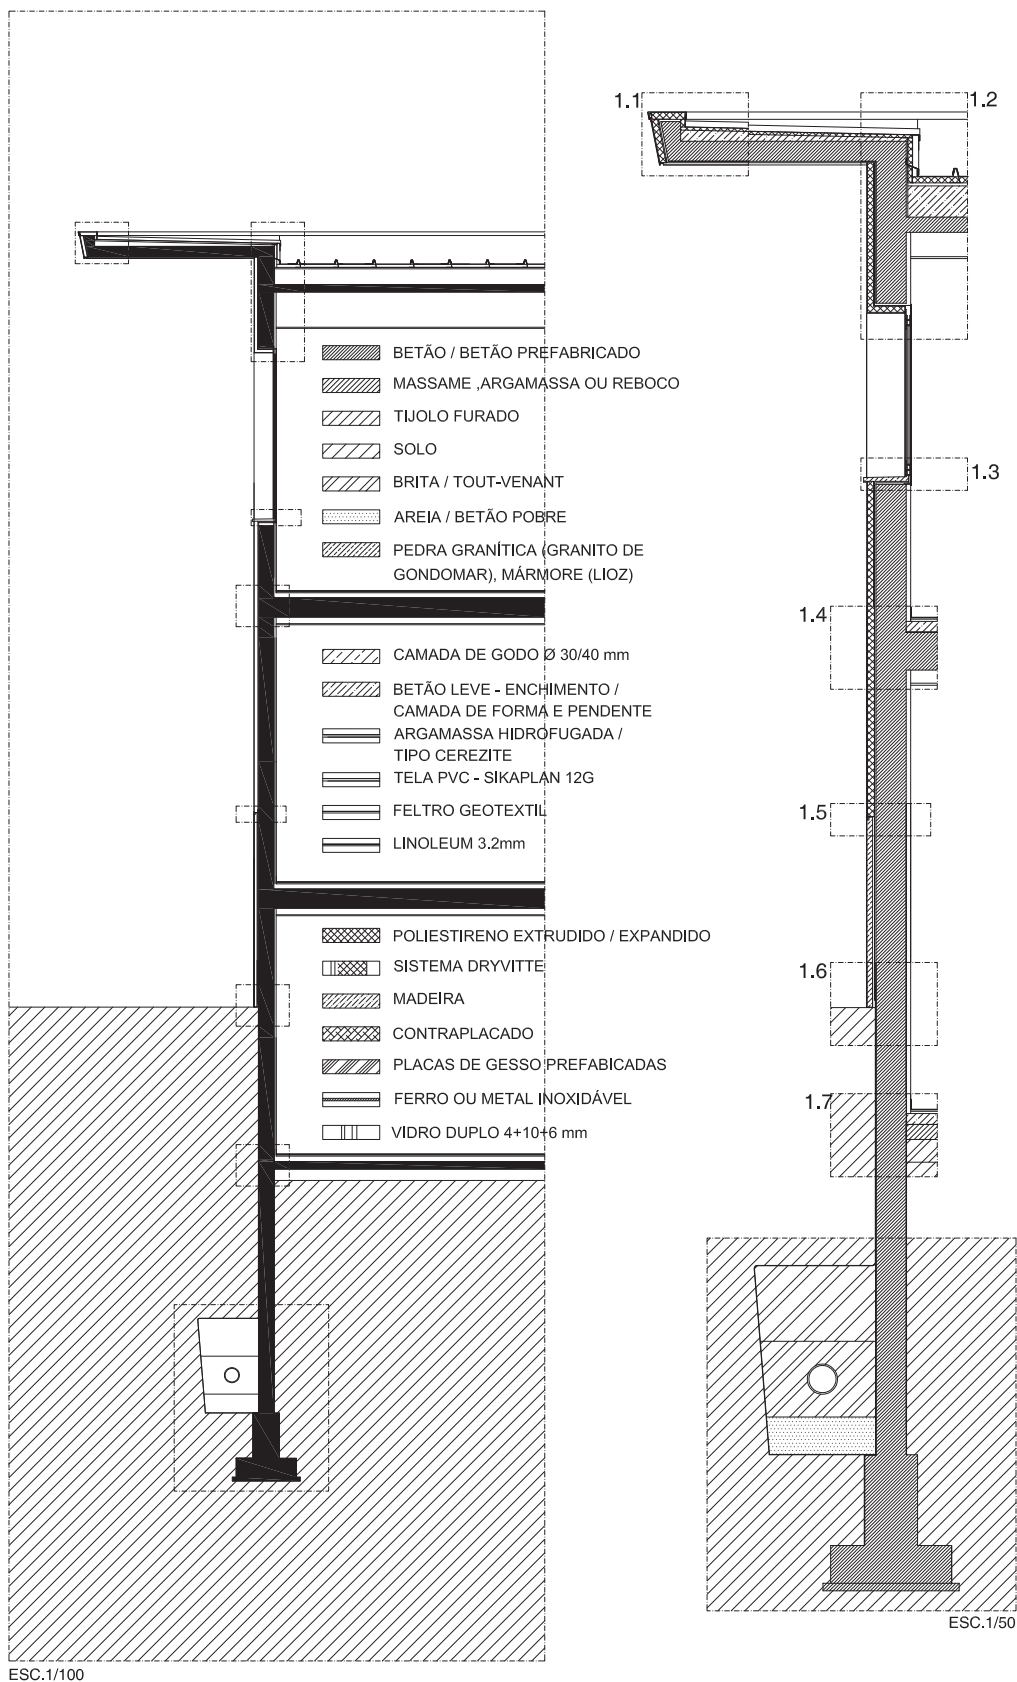 1.1
1.2
BETÃO / BETÃO PREFABRICADO
MASSAME ,ARGAMASSA OU REBOCO
TIJOLO FURADO
SOLO
BRITA / TOUT-VENANT
AREIA / BETÃO POBRE
PEDRA GRANÍTICA (GRANITO DE
GONDOMAR), MÁRMORE (LIOZ)
1.3
1.4
CAMADA DE GODO Ø 30/40 mm
BETÃO LEVE - ENCHIMENTO /
CAMADA DE FORMA E PENDENTE
ARGAMASSA HIDROFUGADA /
TIPO CEREZITE
TELA PVC - SIKAPLAN 12G
FELTRO GEOTEXTIL
LINOLEUM 3.2mm
1.5
POLIESTIRENO EXTRUDIDO / EXPANDIDO
SISTEMA DRYVITTE
MADEIRA
CONTRAPLACADO
PLACAS DE GESSO PREFABICADAS
FERRO OU METAL INOXIDÁVEL
VIDRO DUPLO 4+10+6 mm
1.6
1.7
ESC.1/50
ESC.1/100